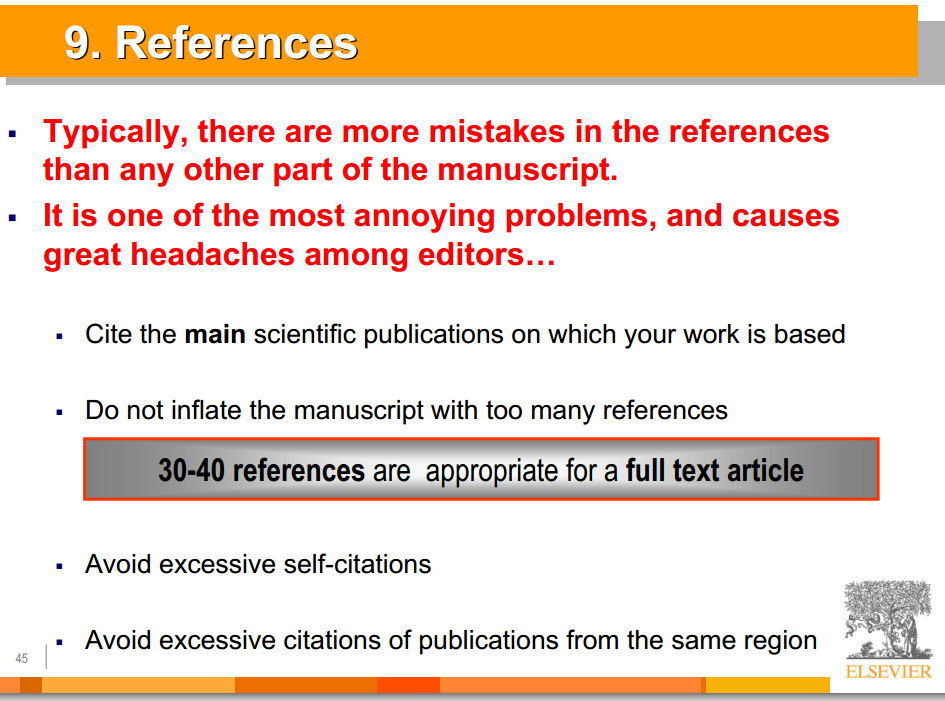 9. References
Typically, there are more mistakes in the references
than any other part of the manuscript.
It is one of the most annoying problems, and causes
great headaches among editors…
Cite the main scientific publications on which your work is based
Do not inflate the manuscript with too many references
30-40 references are  appropriate for a full text article
Avoid excessive self-citations
Avoid excessive citations of publications from the same region
45
ELSEVIER